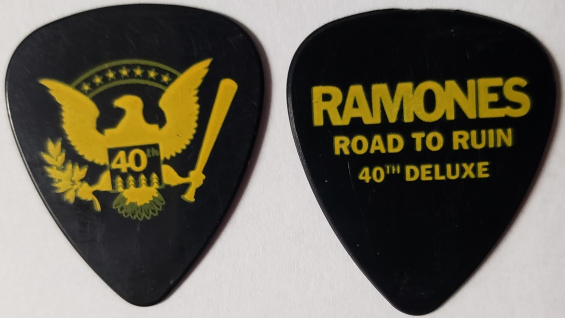 40TH
RAMONES
ROAD TO RUIN
40TH DELUXE